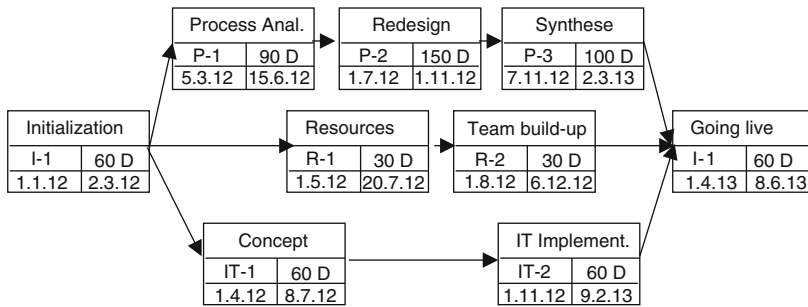 Process Anal.
P-1 90 D
5.3.12 15.6.12
Redesign
P-2 150 D
1.7.12 1.11.12
Synthese
P-3 100 D
7.11.12 2.3.13
Initialization
I-1 60 D
1.1.12 2.3.12
Resources
R-1 30 D
1.5.12 20.7.12
Team build-up
R-2 30 D
1.8.12 6.12.12
Going live
I-1 60 D
1.4.13 8.6.13
Concept
IT-1 60 D
1.4.12 8.7.12
IT Implement.
IT-2 60 D
1.11.12 9.2.13